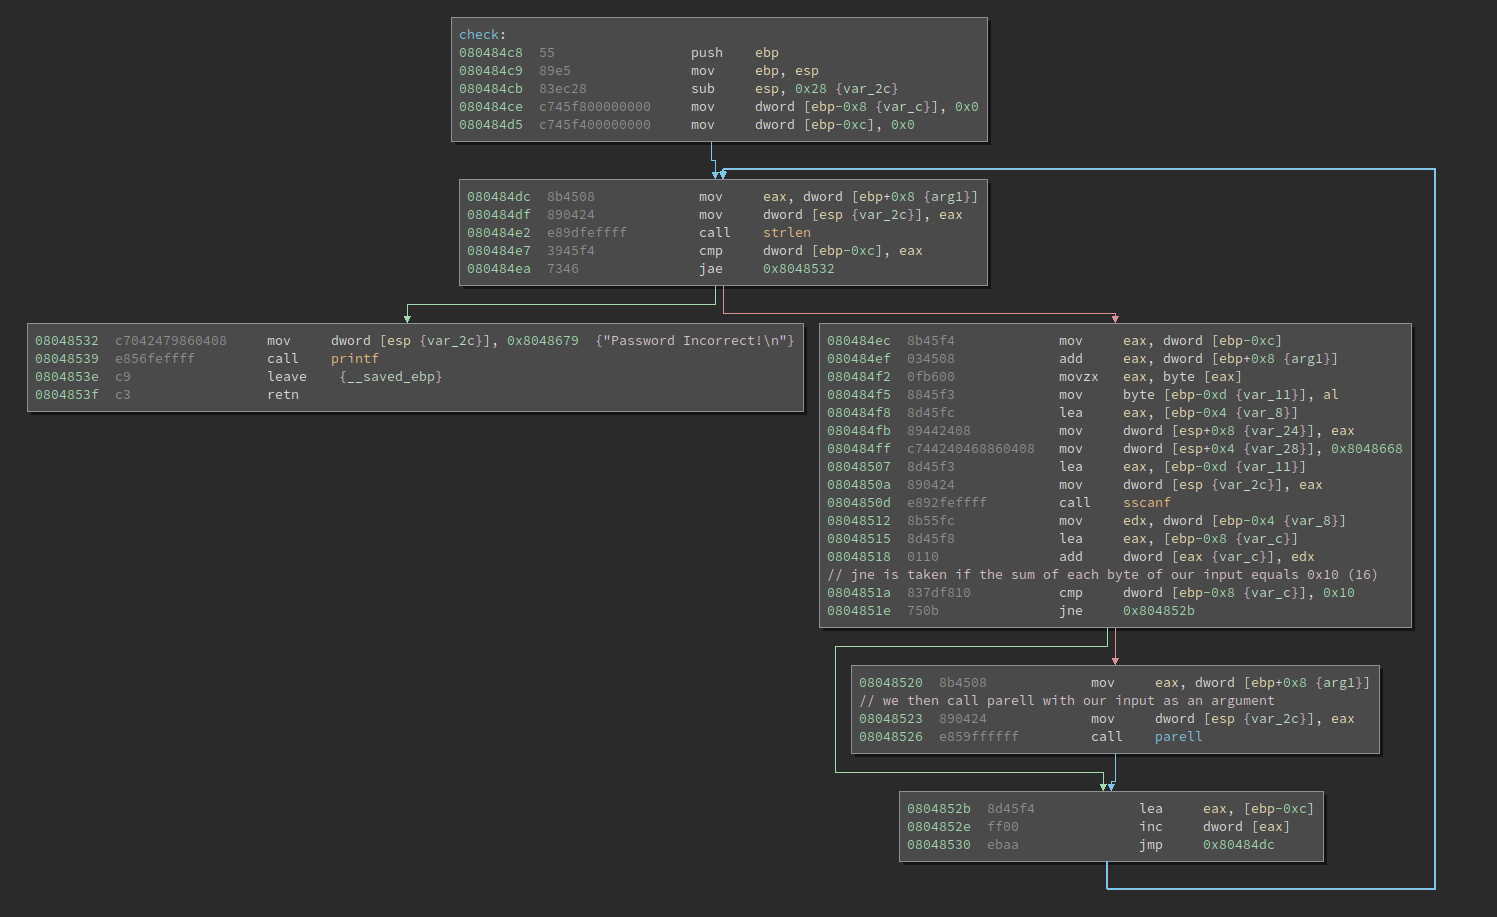 check:
080484c8  55              push    ebp
080484c9  89e5            mov     ebp, esp
080484cb  83ec28          sub     esp, 0x28 {var_2c}
080484ce  c745f800000000  mov     dword [ebp-0x8 {var_c}], 0x0
080484d5  c745f400000000  mov     dword [ebp-0xc], 0x0
080484dc  8b4508          mov     eax, dword [ebp+0x8 {arg1}]
080484df  890424          mov     dword [esp {var_2c}], eax
080484e2  e89dfeffff      call    strlen
080484e7  3945f4          cmp     dword [ebp-0xc], eax
080484ea  7346            jae     0x8048532
08048532  c7042479860408  mov     dword [esp {var_2c}], 0x8048679  {"Password Incorrect!\n"}
08048539  e856feffff      call    printf
0804853e  c9              leave    {__saved_ebp}
0804853f  c3              retn
080484ec  8b45f4          mov     eax, dword [ebp-0xc]
080484ef  034508          add     eax, dword [ebp+0x8 {arg1}]
080484f2  0fb600          movzx   eax, byte [eax]
080484f5  8845f3          mov     byte [ebp-0xd {var_11}], al
080484f8  8d45fc          lea     eax, [ebp-0x4 {var_8}]
080484fb  89442408        mov     dword [esp+0x8 {var_24}], eax
080484ff  c744240468860408  mov     dword [esp+0x4 {var_28}], 0x8048668
08048507  8d45f3          lea     eax, [ebp-0xd {var_11}]
0804850a  890424          mov     dword [esp {var_2c}], eax
0804850d  e892feffff      call    sscanf
08048512  8b55fc          mov     edx, dword [ebp-0x4 {var_8}]
08048515  8d45f8          lea     eax, [ebp-0x8 {var_c}]
08048518  0110            add     dword [eax {var_c}], edx
// jne is taken if the sum of each byte of our input equals 0x10 (16)
0804851a  837df810        cmp     dword [ebp-0x8 {var_c}], 0x10
0804851e  750b            jne     0x804852b
08048520  8b4508          mov     eax, dword [ebp+0x8 {arg1}]
// we then call parell with our input as an argument
08048523  890424          mov     dword [esp {var_2c}], eax
08048526  e859ffffff      call    parell
0804852b  8d45f4          lea     eax, [ebp-0xc]
0804852e  ff00            inc     dword [eax]
08048530  ebaa            jmp     0x80484dc